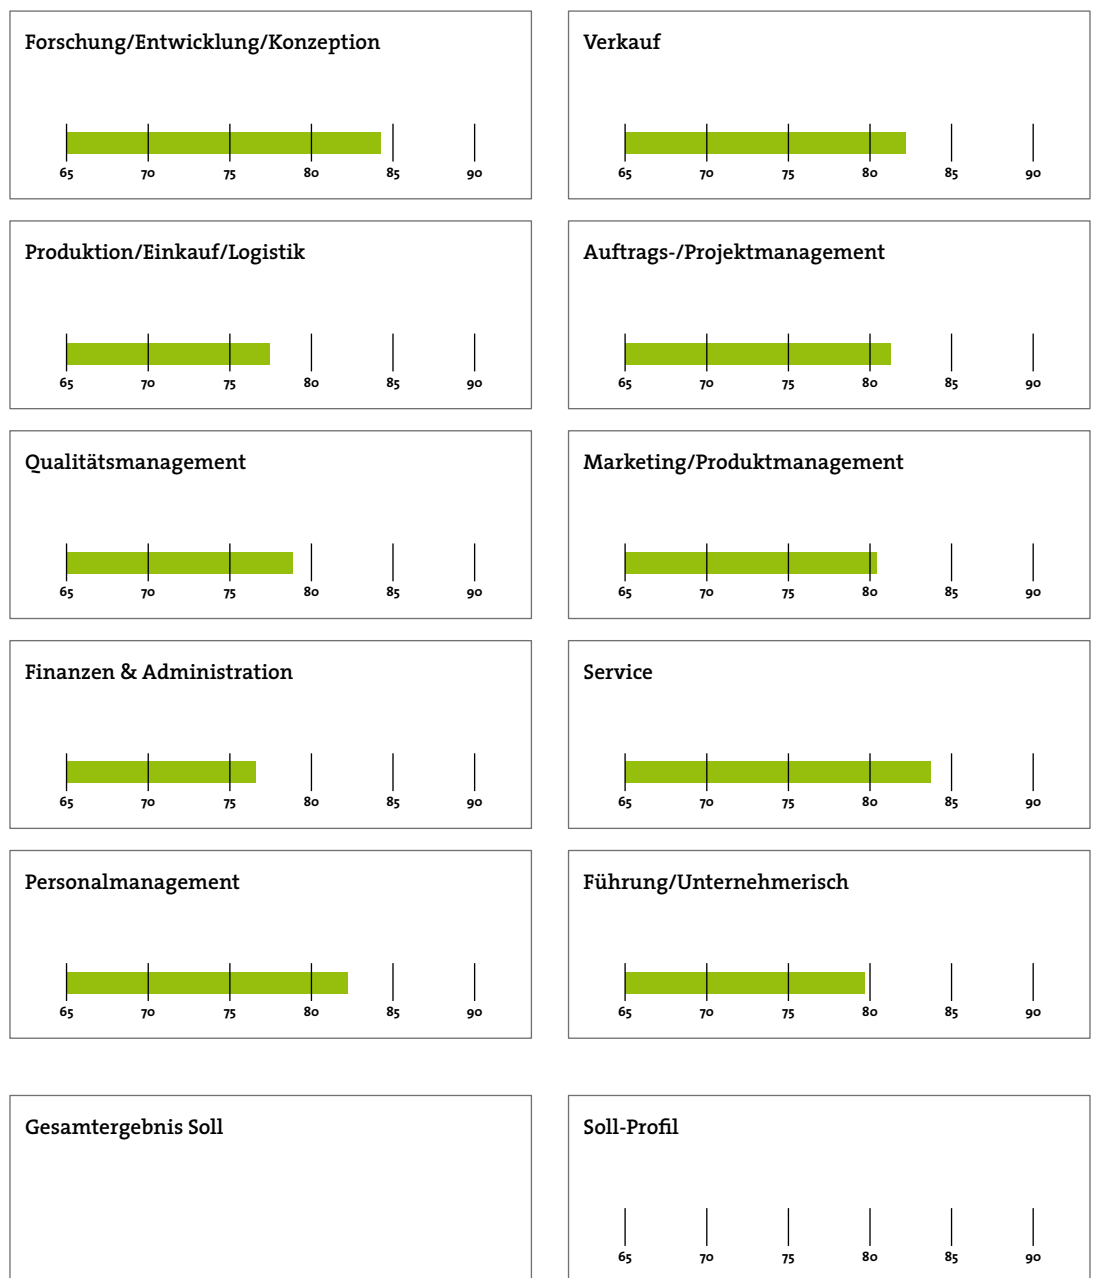 Forschung/Entwicklung/Konzeption
65 70 75 80 85 90
Verkauf
65 70 75 80 85 90
Produktion/Einkauf/Logistik
65 70 75 80 85 90
Auftrags-/Projektmanagement
65 70 75 80 85 90
Qualitätsmanagement
65 70 75 80 85 90
Marketing/Produktmanagement
65 70 75 80 85 90
Finanzen & Administration
65 70 75 80 85 90
Service
65 70 75 80 85 90
Personalmanagement
65 70 75 80 85 90
Führung/Unternehmerisch
65 70 75 80 85 90
Gesamtergebnis Soll
Soll-Profil
65 70 75 80 85 90